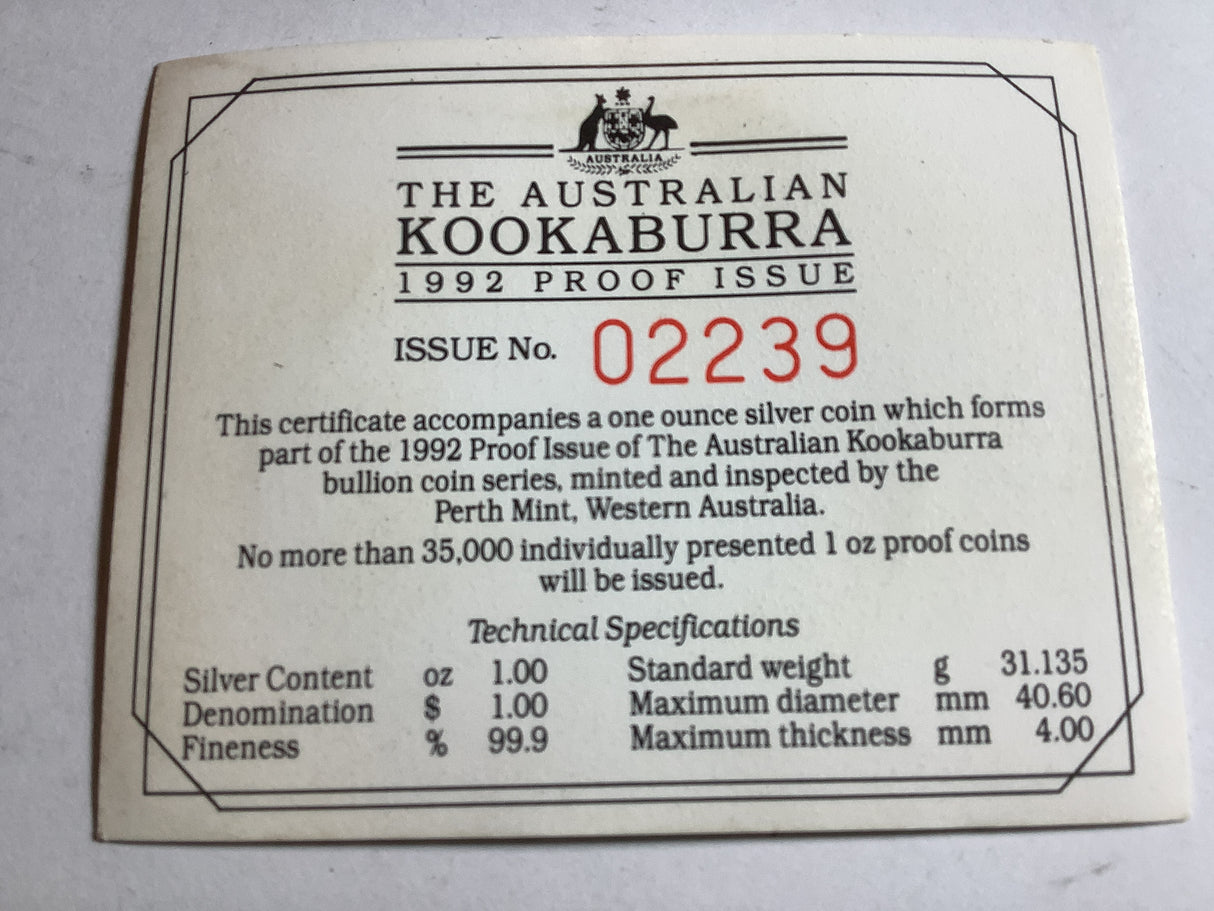 AUSTRALIA
THE AUSTRALIAN
KOOKABURRA
1992 PROOF ISSUE
ISSUE No. 02239
This certificate accompanies a one ounce silver coin which forms
part of the 1992 Proof Issue of The Australian Kookaburra
bullion coin series, minted and inspected by the
Perth Mint, Western Australia.
No more than 35,000 individually presented 1 oz proof coins
will be issued.
Technical Specifications
Silver Content oz 1.00 Standard weight g 31.135
Denomination $ 1.00 Maximum diameter mm 40.60
Fineness % 99.9 Maximum thickness mm 4.00